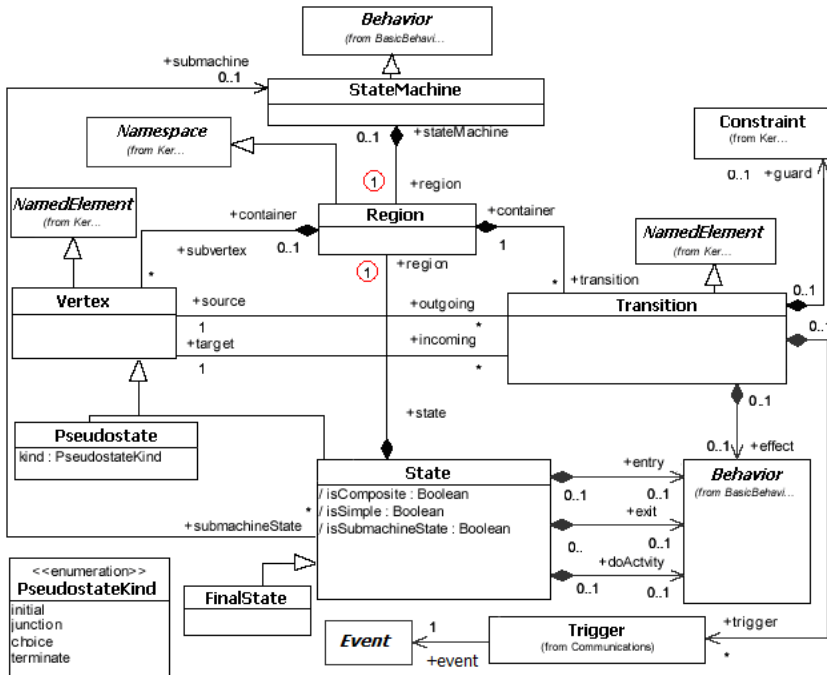 Behavior
(from BasicBehavi...
+submachine
0..1
StateMachine
0..1
+stateMachine
Namespace
(from Ker...
Constraint
(from Ker...
0..1
+guard
1
+region
NamedElement
(from Ker...
+container
Region
+container
NamedElement
(from Ker...
+subvertex
0..1
1
1
+region
*
*
+transition
Vertex
+source
+outgoing
Transition
0..1
1
*
0..1
+target
+incoming
1
*
0..1
+state
Pseudostate
kind : PseudostateKind
0..1
+effect
State
+entry
Behavior
(from BasicBehavi...
/ isComposite : Boolean
0..1
0..1
*
/ isSimple : Boolean
+exit
+submachineState
/ isSubmachineState : Boolean
0..
0..1
+doActvity
0..1
0..1
<<enumeration>>
PseudostateKind
initial
junction
choice
terminate
FinalState
Event
1
+event
Trigger
(from Communications)
+trigger
*